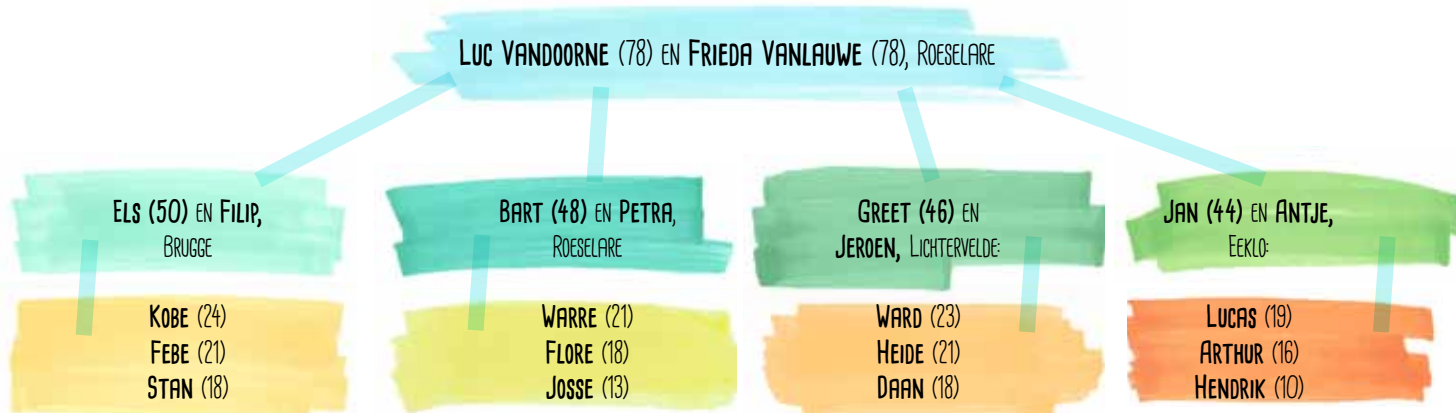 Luc Vandoorne (78) en Frieda Vanlauwe (78), Roeselare
Els (50) en Filip,
Brugge
Kobe (24)
Febe (21)
Stan (18)
Bart (48) en Petra,
Roeselare
Warre (21)
Flore (18)
Josse (13)
Greet (46) en
Jeroen, Lichtervelde:
Ward (23)
Heide (21)
Daan (18)
Jan (44) en Antje,
Eeklo:
Lucas (19)
Arthur (16)
Hendrik (10)